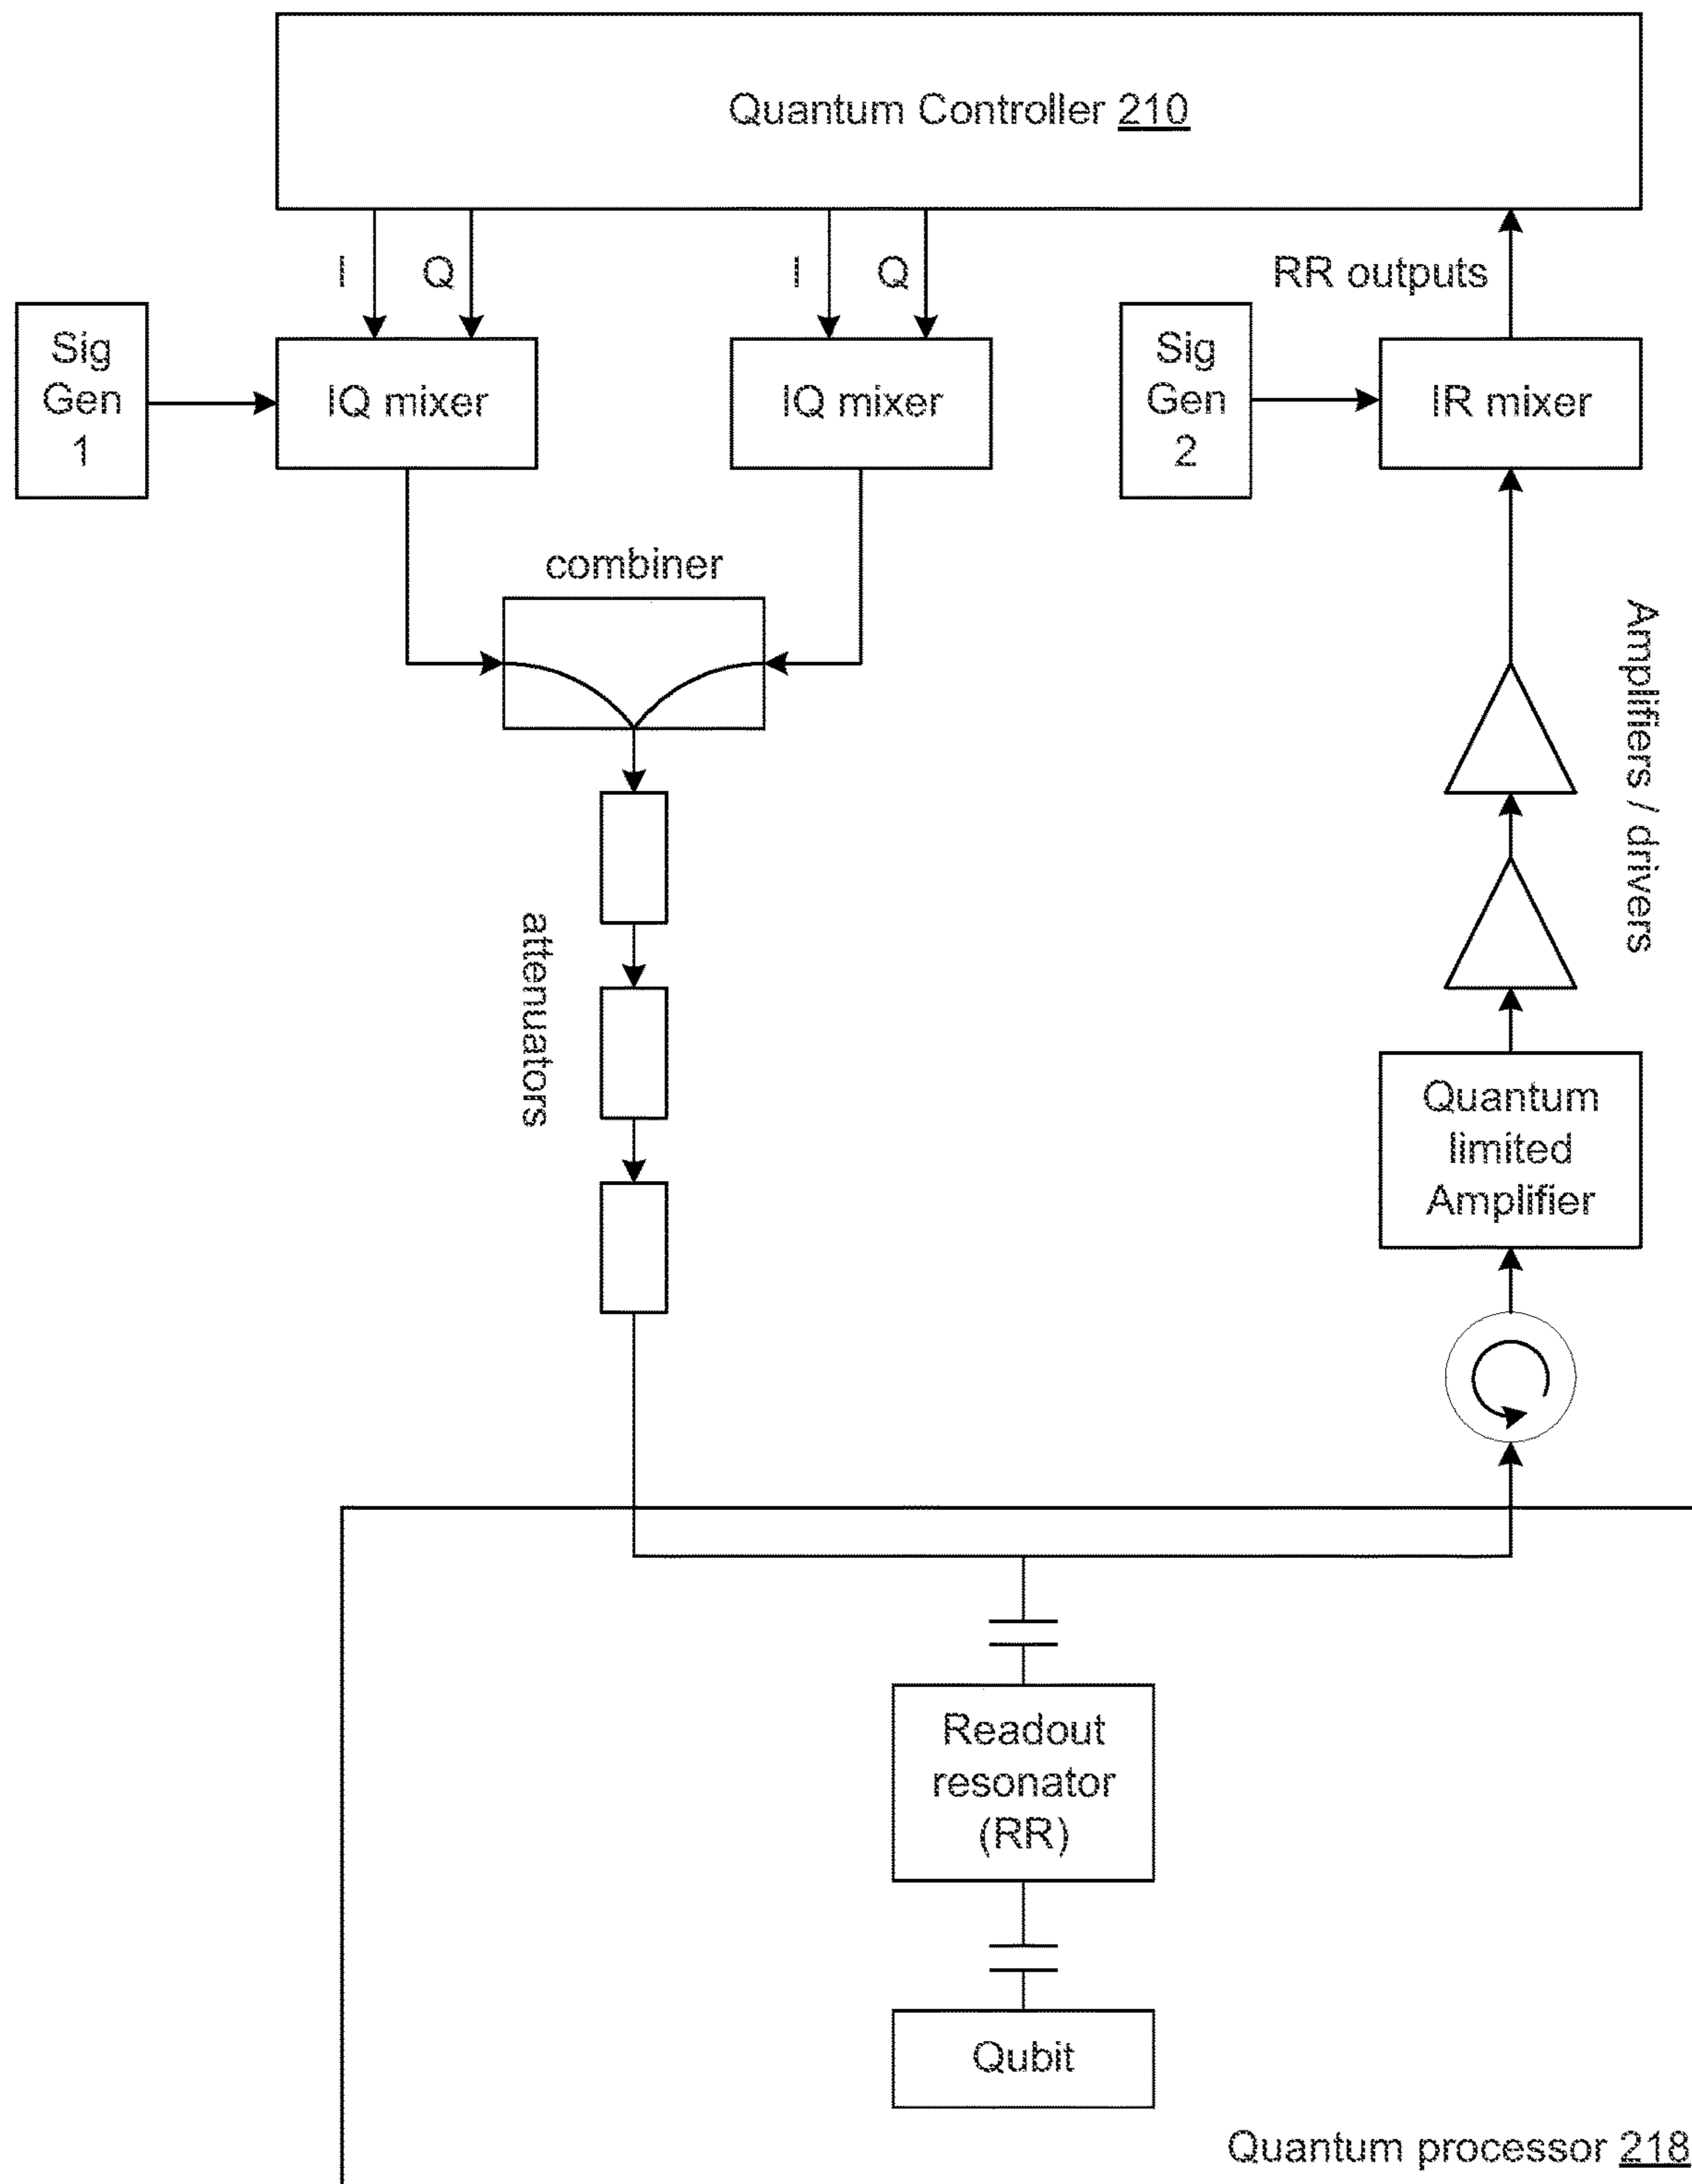 Quantum Controller 210
I
Q
I
Q
RR outputs
Sig
Gen
1
IQ mixer
IQ mixer
Sig
Gen
2
IR mixer
combiner
Amplifiers / drivers
attenuators
Quantum
limited
Amplifier
Readout
resonator
(RR)
Qubit
Quantum processor 218